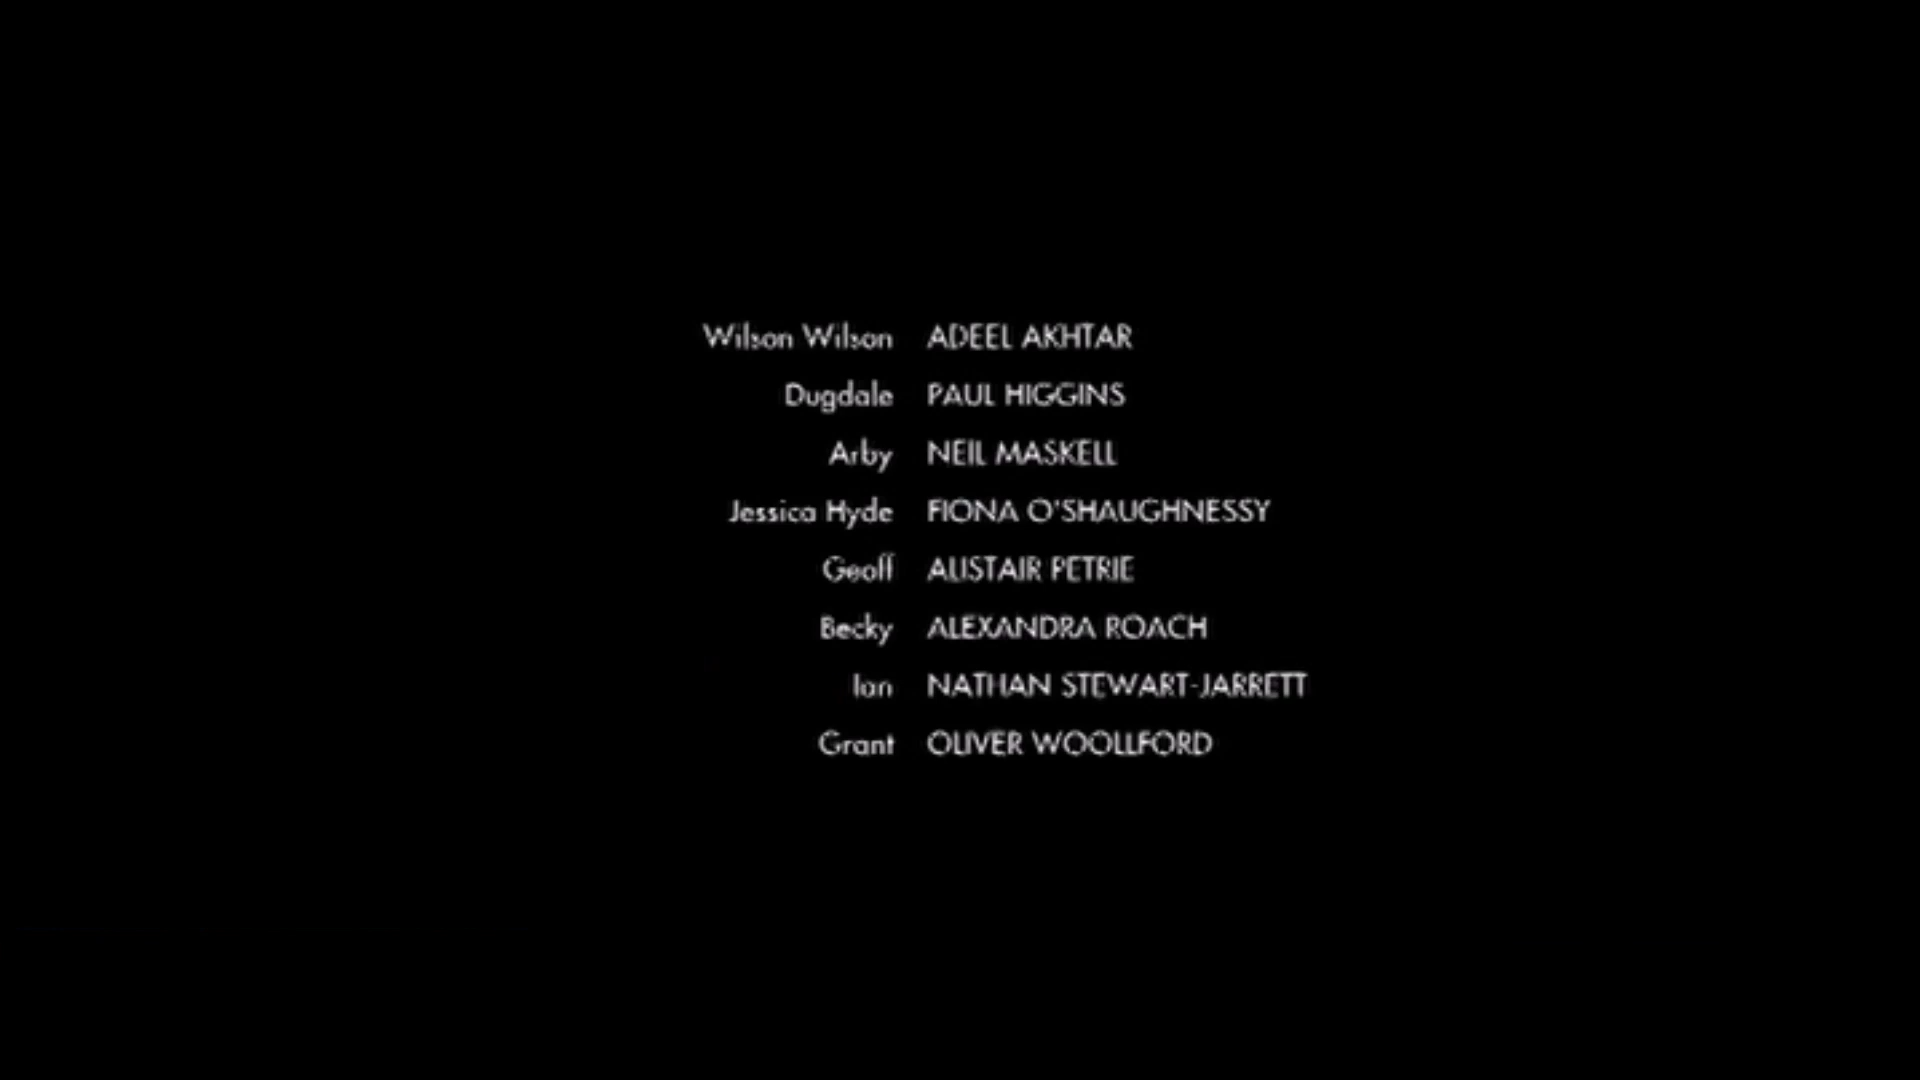 Wilson Wilson ADEEL AKHTAR
Dugdale PAUL HIGGINS
Arby NEIL MASKELL
Jessica Hyde FIONA O'SHAUGHNESSY
Geoff ALISTAIR PETRIE
Becky ALEXANDRA ROACH
Ian NATHAN STEWART-JARRETT
Grant OLIVER WOOLLFORD